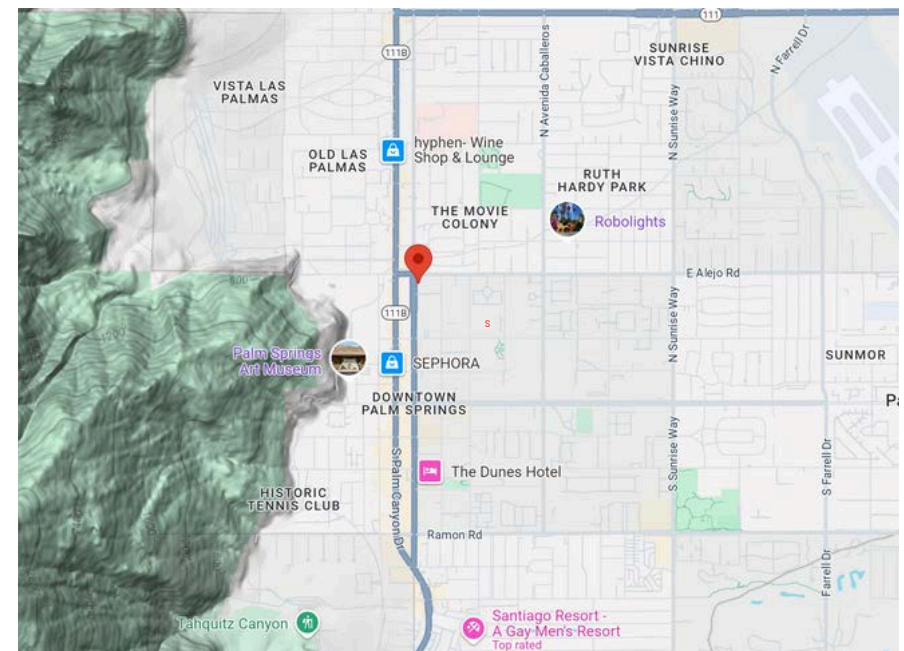 111
111B
SUNRISE
VISTA CHINO
N Farrell Dr
N Avenida Caballeros
VISTA LAS
PALMAS
N Sunrise Way
hyphen- Wine
Shop & Lounge
OLD LAS
PALMAS
RUTH
HARDY PARK
THE MOVIE
COLONY
Robolights
E Alejo Rd
800
111B
S
N Sunrise Way
1200
Palm Springs
Art Museum
SEPHORA
SUNMOR
DOWNTOWN
PALM SPRINGS
Pa
S Sunrise Way
S Farrell Dr
S Palm Canyon Dr
The Dunes Hotel
HISTORIC
TENNIS CLUB
Ramon Rd
Farrell Dr
Tahquitz Canyon
Santiago Resort -
A Gay Men's Resort
Top rated